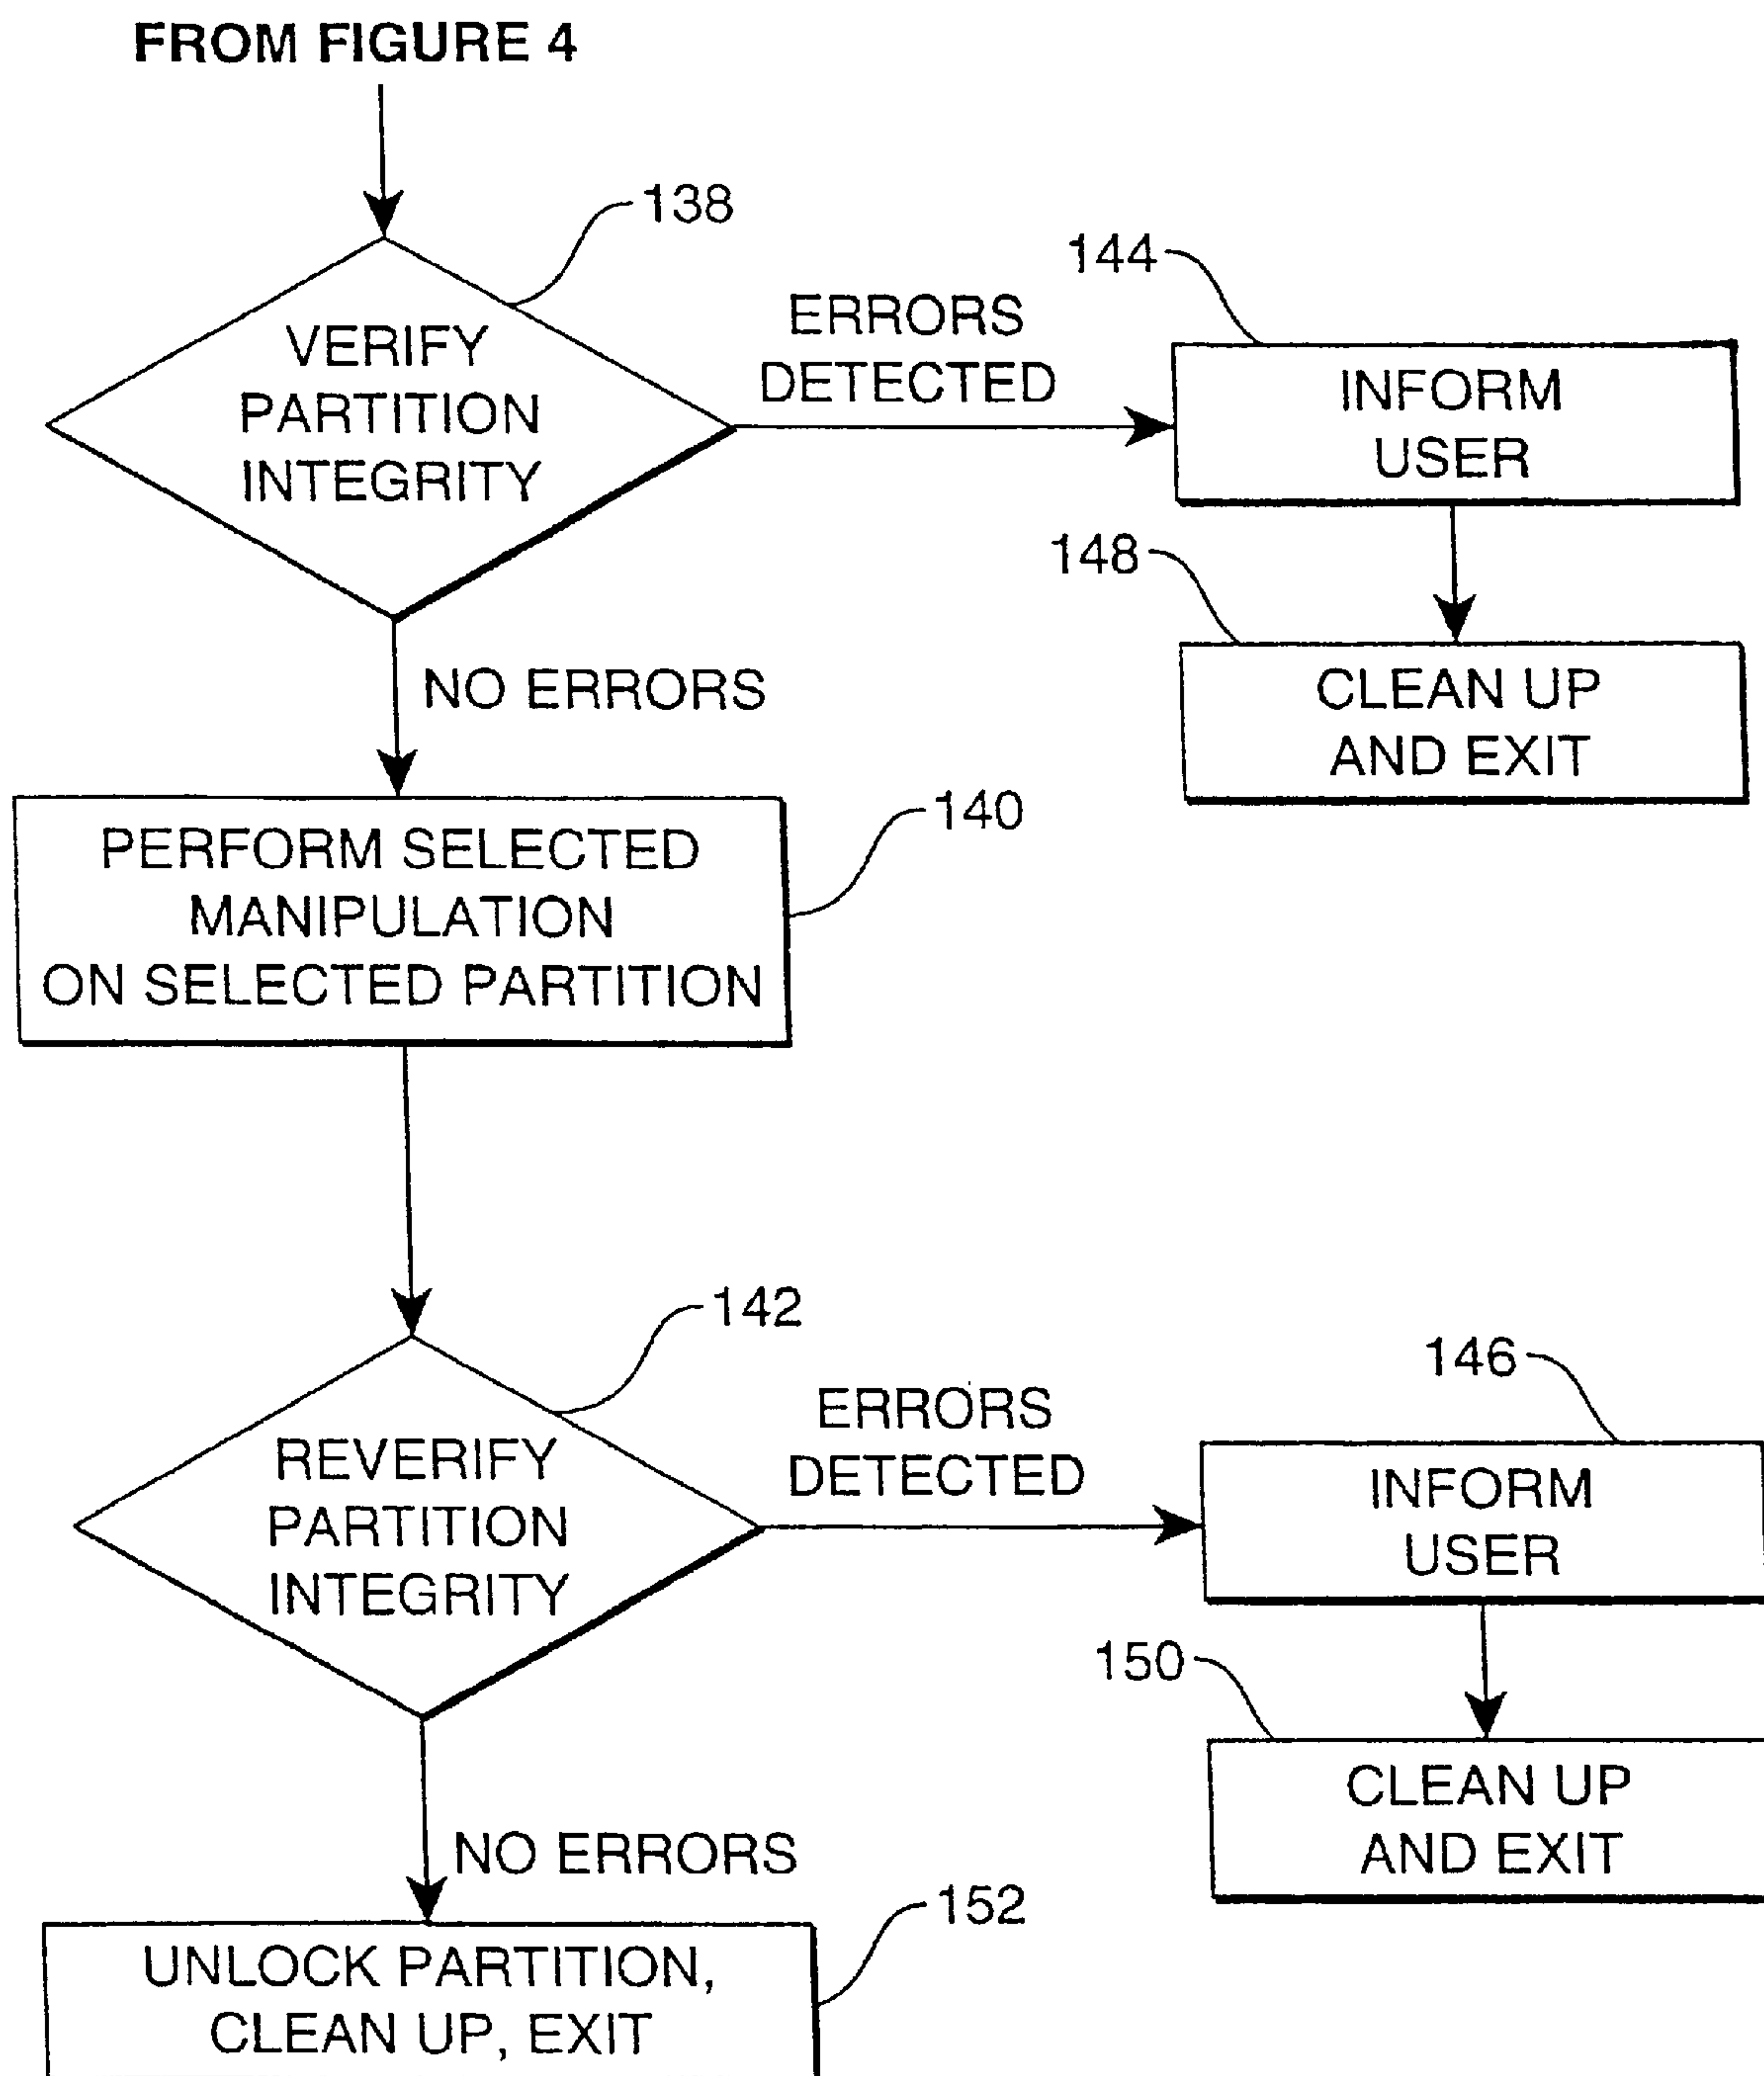 FROM FIGURE 4
138
VERIFY
PARTITION
INTEGRITY
ERRORS
DETECTED
144
INFORM
USER
148
CLEAN UP
AND EXIT
NO ERRORS
140
PERFORM SELECTED
MANIPULATION
ON SELECTED PARTITION
142
REVERIFY
PARTITION
INTEGRITY
ERRORS
DETECTED
146
INFORM
USER
150
CLEAN UP
AND EXIT
NO ERRORS
152
UNLOCK PARTITION,
CLEAN UP, EXIT